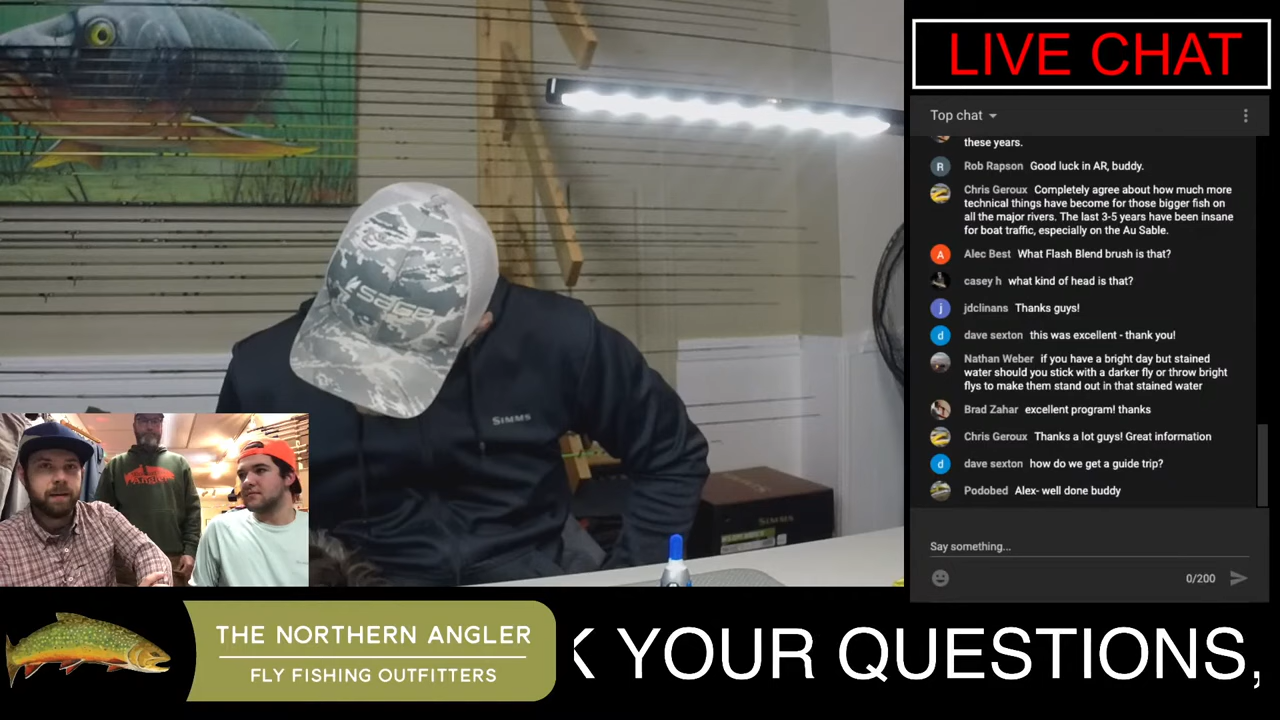 LIVE CHAT
Top chat
these years.
Rob Rapson Good luck in AR, buddy.
Chris Geroux Completely agree about how much more
technical things have become for those bigger fish on
all the major rivers. The last 3-5 years have been insane
for boat traffic, especially on the Au Sable.
Alec Best What Flash Blend brush is that?
casey h what kind of head is that?
jdclinans Thanks guys!
dave sexton this was excellent - thank you!
Nathan Weber if you have a bright day but stained
water should you stick with a darker fly or throw bright
flys to make them stand out in that stained water
Brad Zahar excellent program! thanks
Chris Geroux Thanks a lot guys! Great information
dave sexton how do we get a guide trip?
Podobed Alex- well done buddy
Say something...
0/200
sage
SIMMS
SIMMS
THE NORTHERN ANGLER
FLY FISHING OUTFITTERS
K YOUR QUESTIONS,